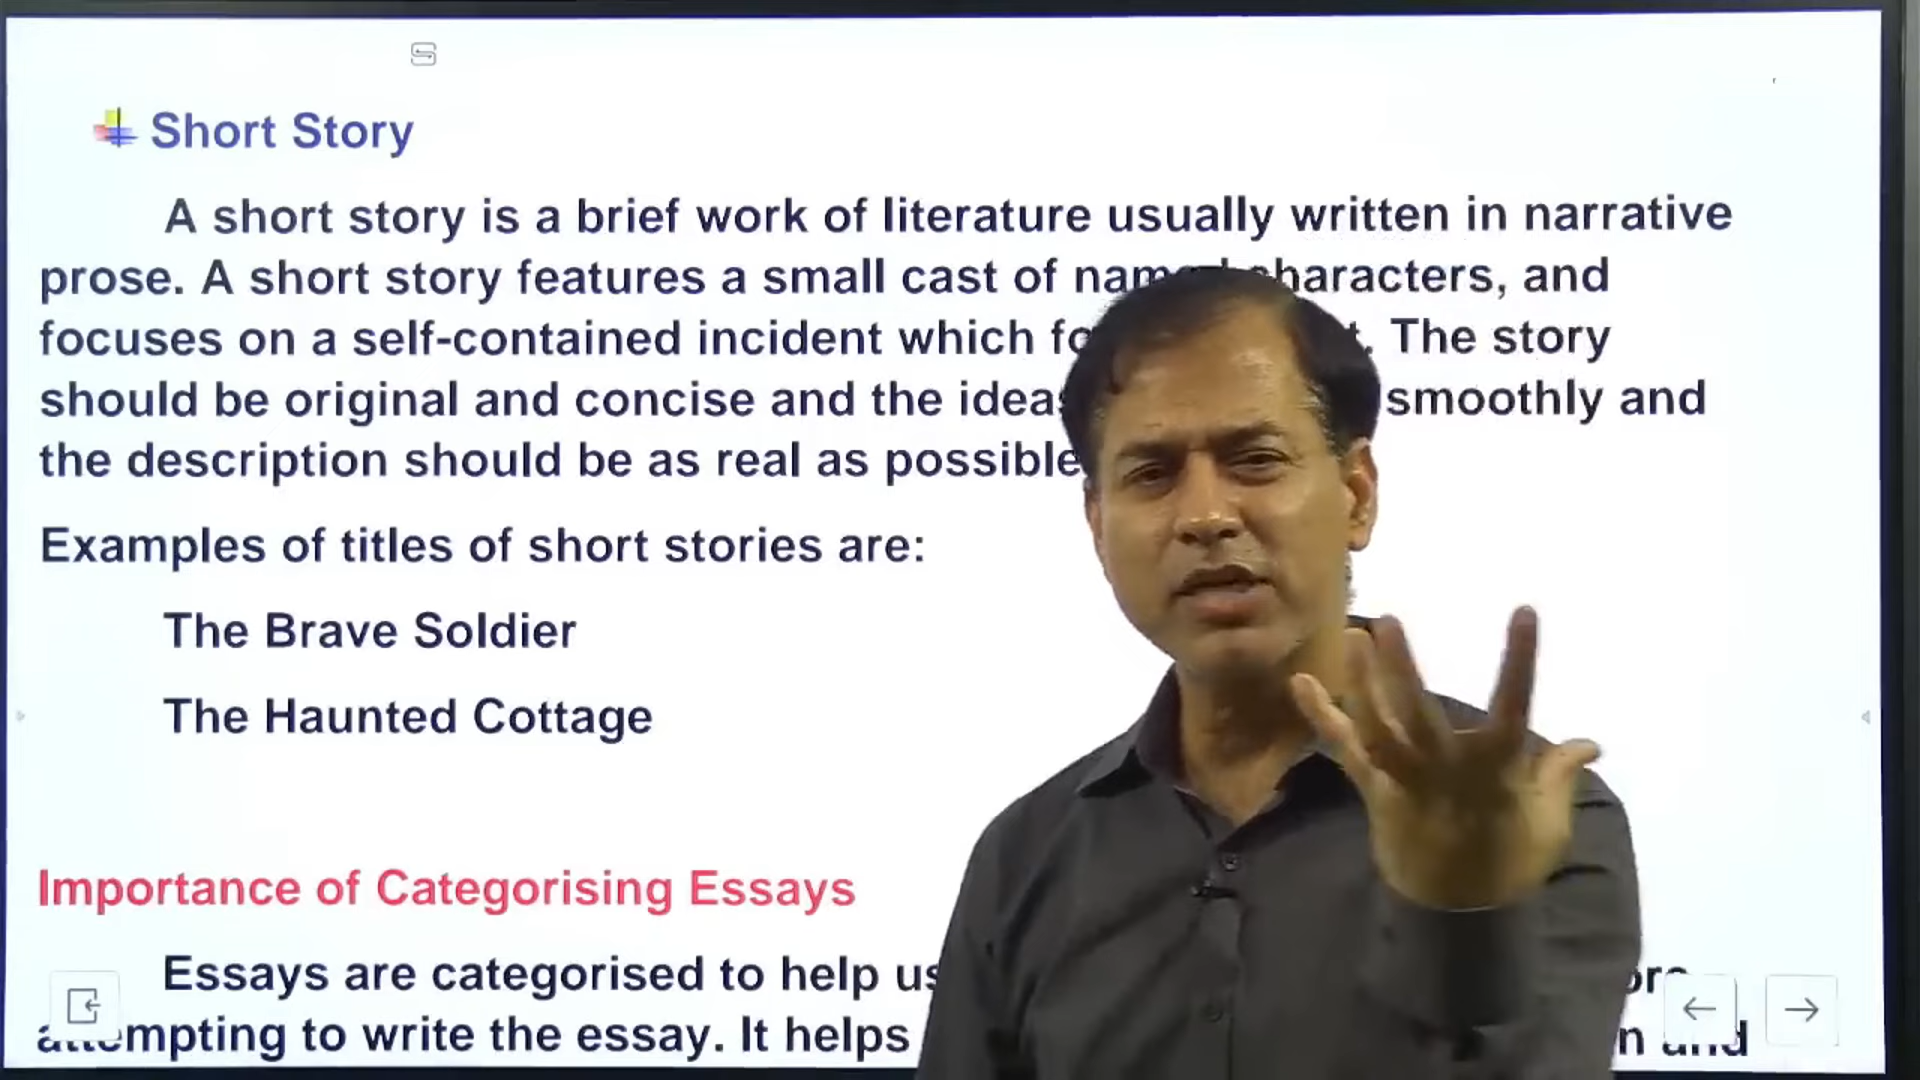 Short Story
A short story is a brief work of literature usually written in narrative
prose. A short story features a small cast of named characters, and
focuses on a self-contained incident which . The story
should be original and concise and the ideas smoothly and
the description should be as real as possible
Examples of titles of short stories are:
The Brave Soldier
The Haunted Cottage
Importance of Categorising Essays
Essays are categorised to help us
attempting to write the essay. It helps and